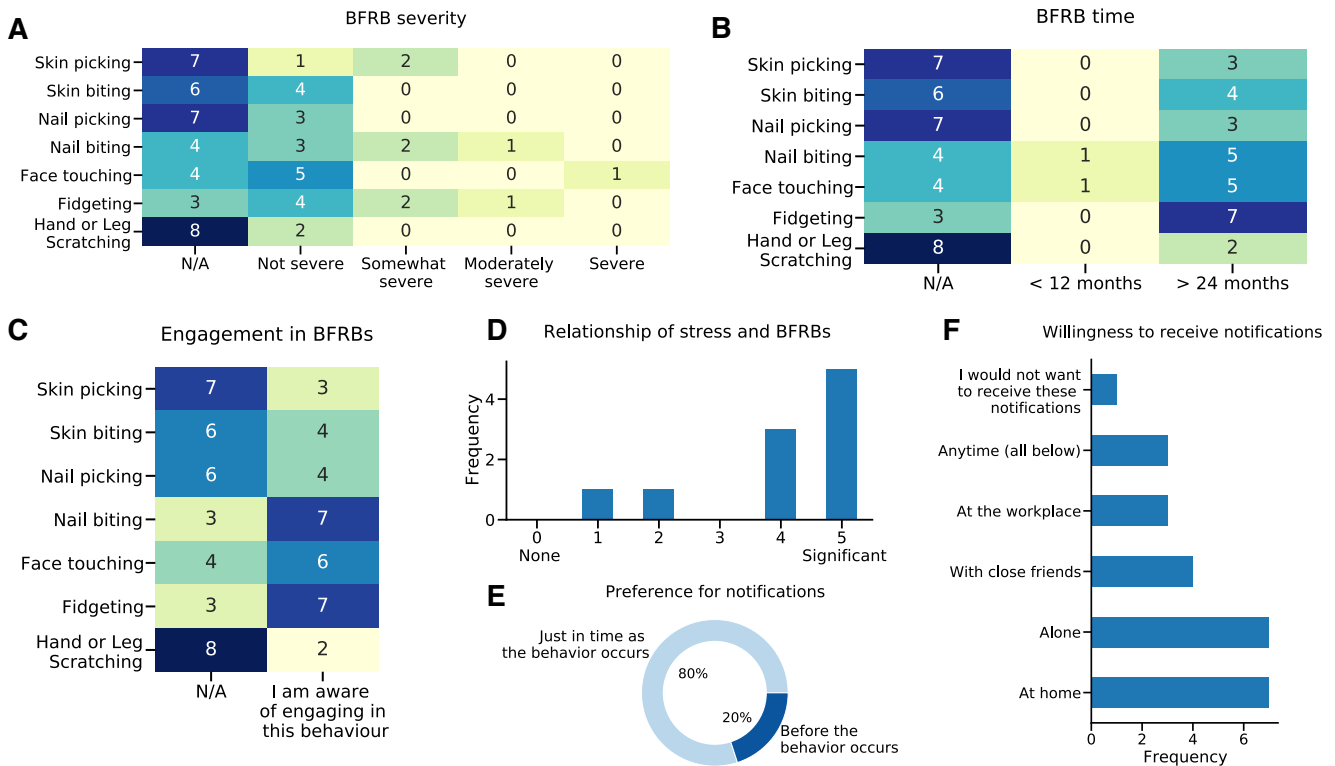 A
BFRB severity
Skin picking 7 1 2 0 0
Skin biting 6 4 0 0 0
Nail picking 7 3 0 0 0
Nail biting 4 3 2 1 0
Face touching 4 5 0 0 1
Fidgeting 3 4 2 1 0
Hand or Leg
Scratching 8 2 0 0 0
N/A Not severe Somewhat Moderately Severe
severe severe
B
BFRB time
Skin picking 7 0 3
Skin biting 6 0 4
Nail picking 7 0 3
Nail biting 4 1 5
Face touching 4 1 5
Fidgeting 3 0 7
Hand or Leg
Scratching 8 0 2
N/A < 12 months > 24 months
C
Engagement in BFRBs
Skin picking 7 3
Skin biting 6 4
Nail picking 6 4
Nail biting 3 7
Face touching 4 6
Fidgeting 3 7
Hand or Leg
Scratching 8 2
N/A I am aware
of engaging in
this behaviour
D
Relationship of stress and BFRBs
Frequency
4
2
0
0 1 2 3 4 5
None Significant
E
Preference for notifications
Just in time as
the behavior occurs
80%
20%
Before the
behavior occurs
F
Willingness to receive notifications
I would not want
to receive these
notifications
Anytime (all below)
At the workplace
With close friends
Alone
At home
0 2 4 6
Frequency